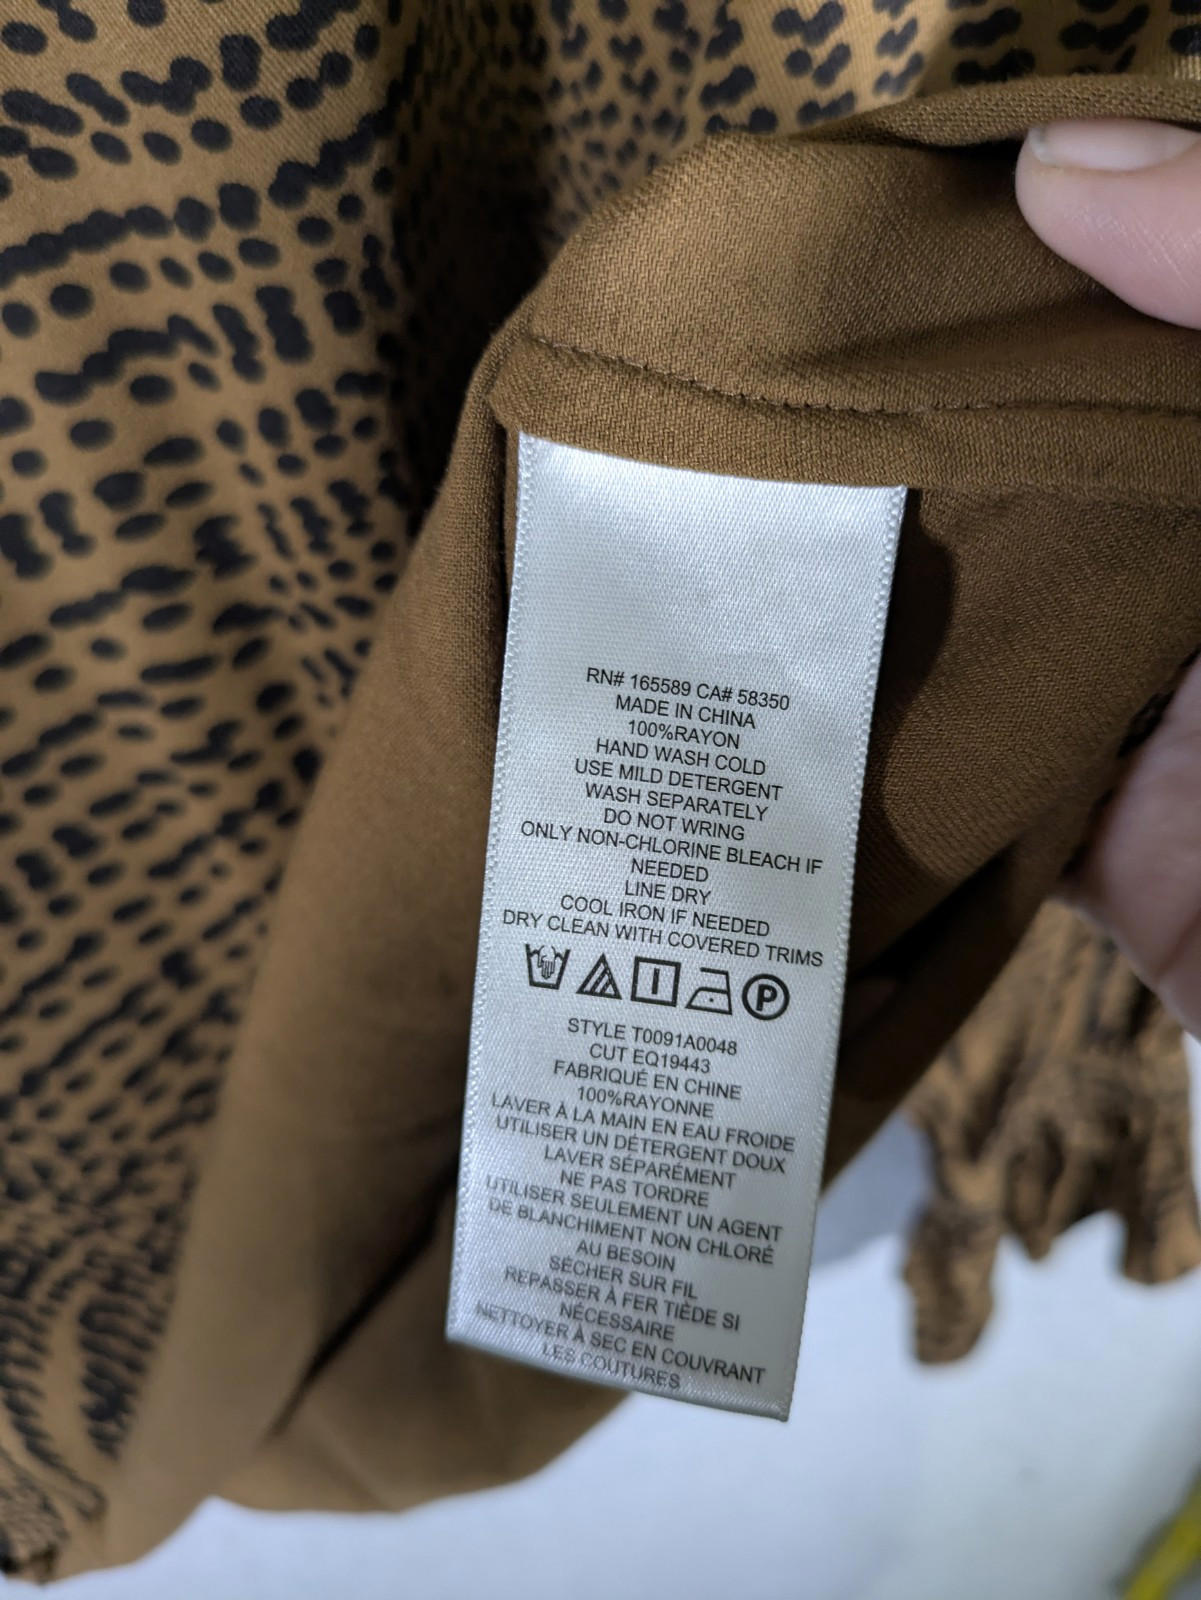 RN# 165589 CA# 58350
MADE IN CHINA
100%RAYON
HAND WASH COLD
USE MILD DETERGENT
WASH SEPARATELY
DO NOT WRING
ONLY NON-CHLORINE BLEACH IF
NEEDED
LINE DRY
COOL IRON IF NEEDED
DRY CLEAN WITH COVERED TRIMS
P
STYLE T0091A0048
CUT EQ19443
FABRIQUÉ EN CHINE
100%RAYONNE
LAVER À LA MAIN EN EAU FROIDE
UTILISER UN DÉTERGENT DOUX
LAVER SÉPARÉMENT
NE PAS TORDRE
UTILISER SEULEMENT UN AGENT
DE BLANCHIMENT NON CHLORÉ
AU BESOIN
SÉCHER SUR FIL
REPASSER À FER TIÈDE SI
NÉCESSAIRE
NETTOYER À SEC EN COUVRANT
LES COUTURES